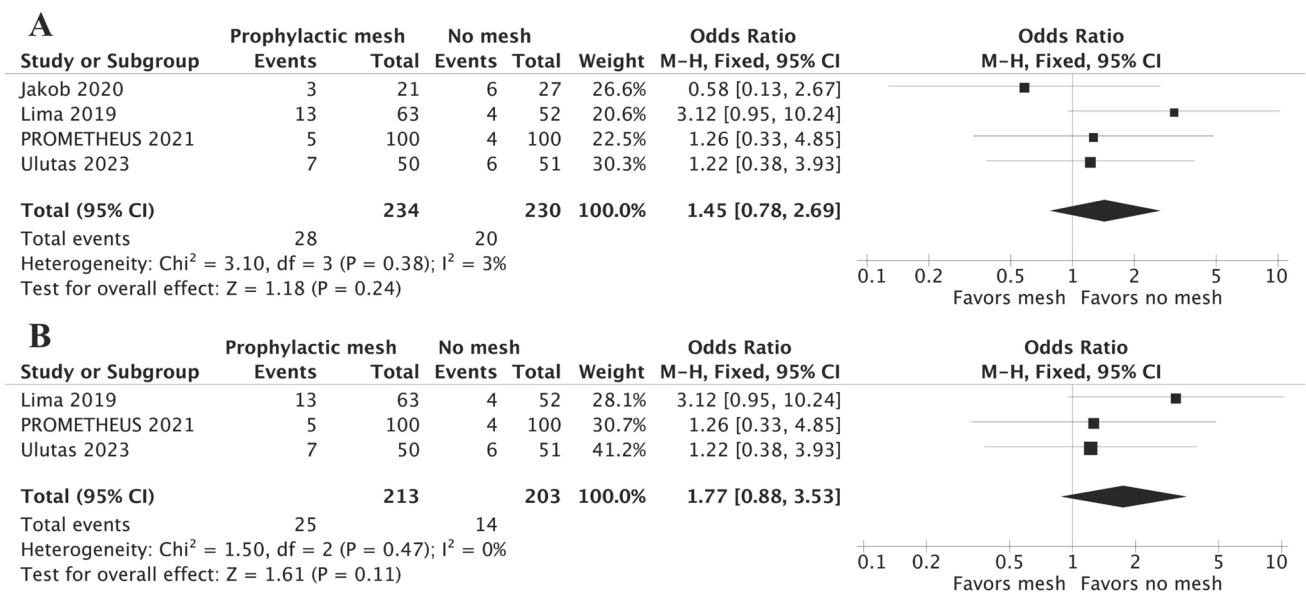 A
Prophylactic mesh No mesh Odds Ratio Odds Ratio
Study or Subgroup Events Total Events Total Weight M-H, Fixed, 95% CI M-H, Fixed, 95% CI
Jakob 2020 3 21 6 27 26.6% 0.58 [0.13, 2.67]
Lima 2019 13 63 4 52 20.6% 3.12 [0.95, 10.24]
PROMETHEUS 2021 5 100 4 100 22.5% 1.26 [0.33, 4.85]
Ulutas 2023 7 50 6 51 30.3% 1.22 [0.38, 3.93]
Total (95% CI) 234 230 100.0% 1.45 [0.78, 2.69]
Total events 28 20
Heterogeneity: Chi² = 3.10, df = 3 (P = 0.38); I² = 3%
Test for overall effect: Z = 1.18 (P = 0.24)
0.1 0.2 0.5 1 2 5 10
Favors mesh Favors no mesh
B
Prophylactic mesh No mesh Odds Ratio Odds Ratio
Study or Subgroup Events Total Events Total Weight M-H, Fixed, 95% CI M-H, Fixed, 95% CI
Lima 2019 13 63 4 52 28.1% 3.12 [0.95, 10.24]
PROMETHEUS 2021 5 100 4 100 30.7% 1.26 [0.33, 4.85]
Ulutas 2023 7 50 6 51 41.2% 1.22 [0.38, 3.93]
Total (95% CI) 213 203 100.0% 1.77 [0.88, 3.53]
Total events 25 14
Heterogeneity: Chi² = 1.50, df = 2 (P = 0.47); I² = 0%
Test for overall effect: Z = 1.61 (P = 0.11)
0.1 0.2 0.5 1 2 5 10
Favors mesh Favors no mesh